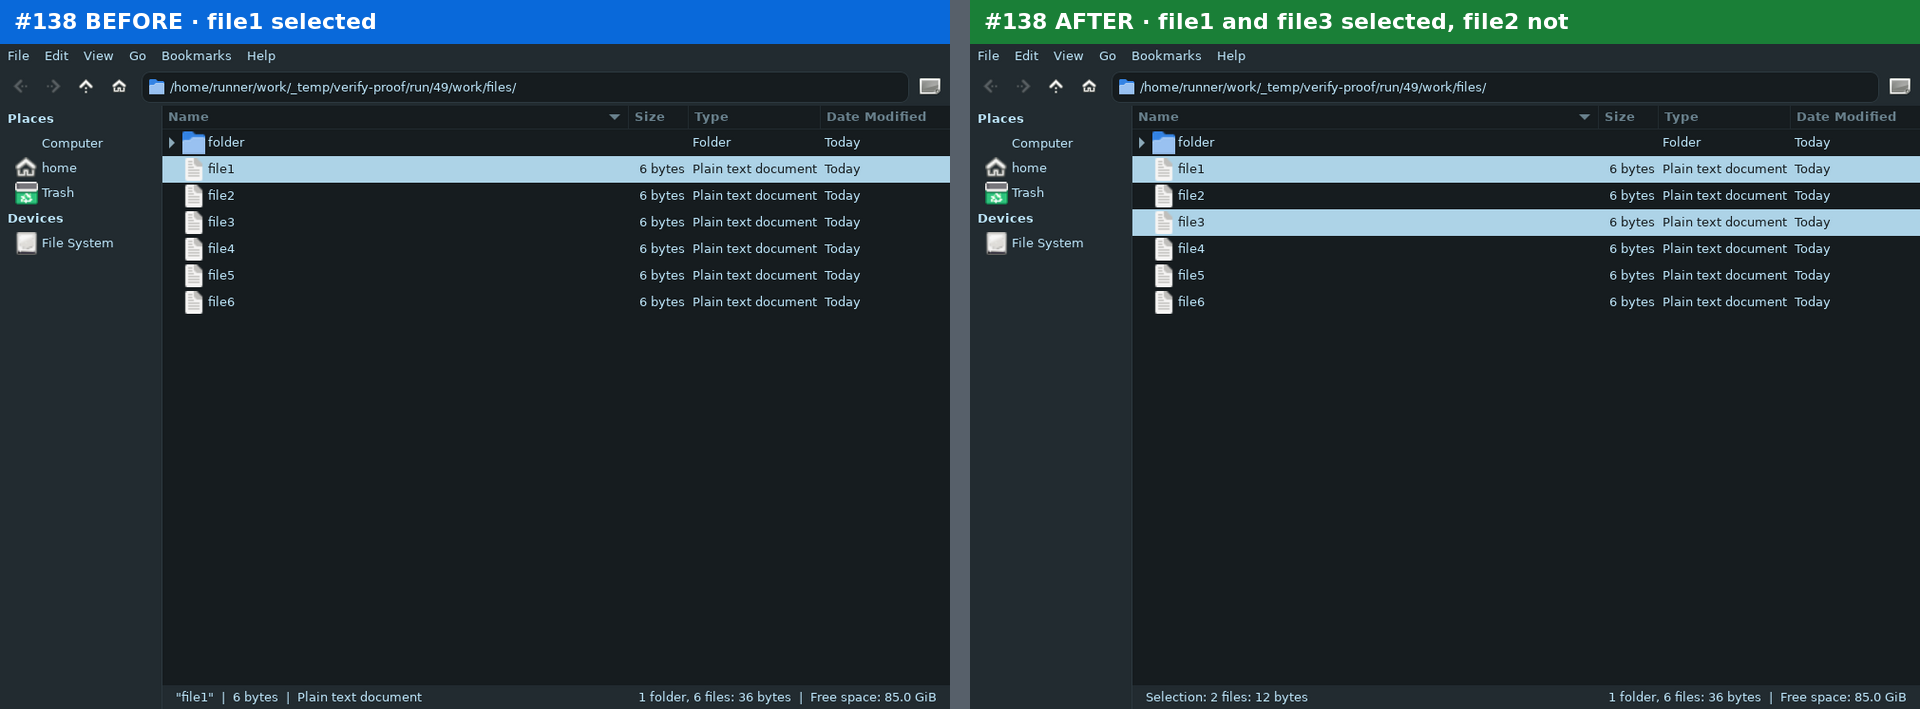 #138 BEFORE · file1 selected
File Edit View Go Bookmarks Help
/home/runner/work/_temp/verify-proof/run/49/work/files/
Places
Computer
home
Trash
Devices
File System
Name Size Type Date Modified
folder Folder Today
file1 6 bytes Plain text document Today
file2 6 bytes Plain text document Today
file3 6 bytes Plain text document Today
file4 6 bytes Plain text document Today
file5 6 bytes Plain text document Today
file6 6 bytes Plain text document Today
"file1" | 6 bytes | Plain text document 1 folder, 6 files: 36 bytes | Free space: 85.0 GiB
#138 AFTER · file1 and file3 selected, file2 not
File Edit View Go Bookmarks Help
/home/runner/work/_temp/verify-proof/run/49/work/files/
Places
Computer
home
Trash
Devices
File System
Name Size Type Date Modified
folder Folder Today
file1 6 bytes Plain text document Today
file2 6 bytes Plain text document Today
file3 6 bytes Plain text document Today
file4 6 bytes Plain text document Today
file5 6 bytes Plain text document Today
file6 6 bytes Plain text document Today
Selection: 2 files: 12 bytes 1 folder, 6 files: 36 bytes | Free space: 85.0 GiB